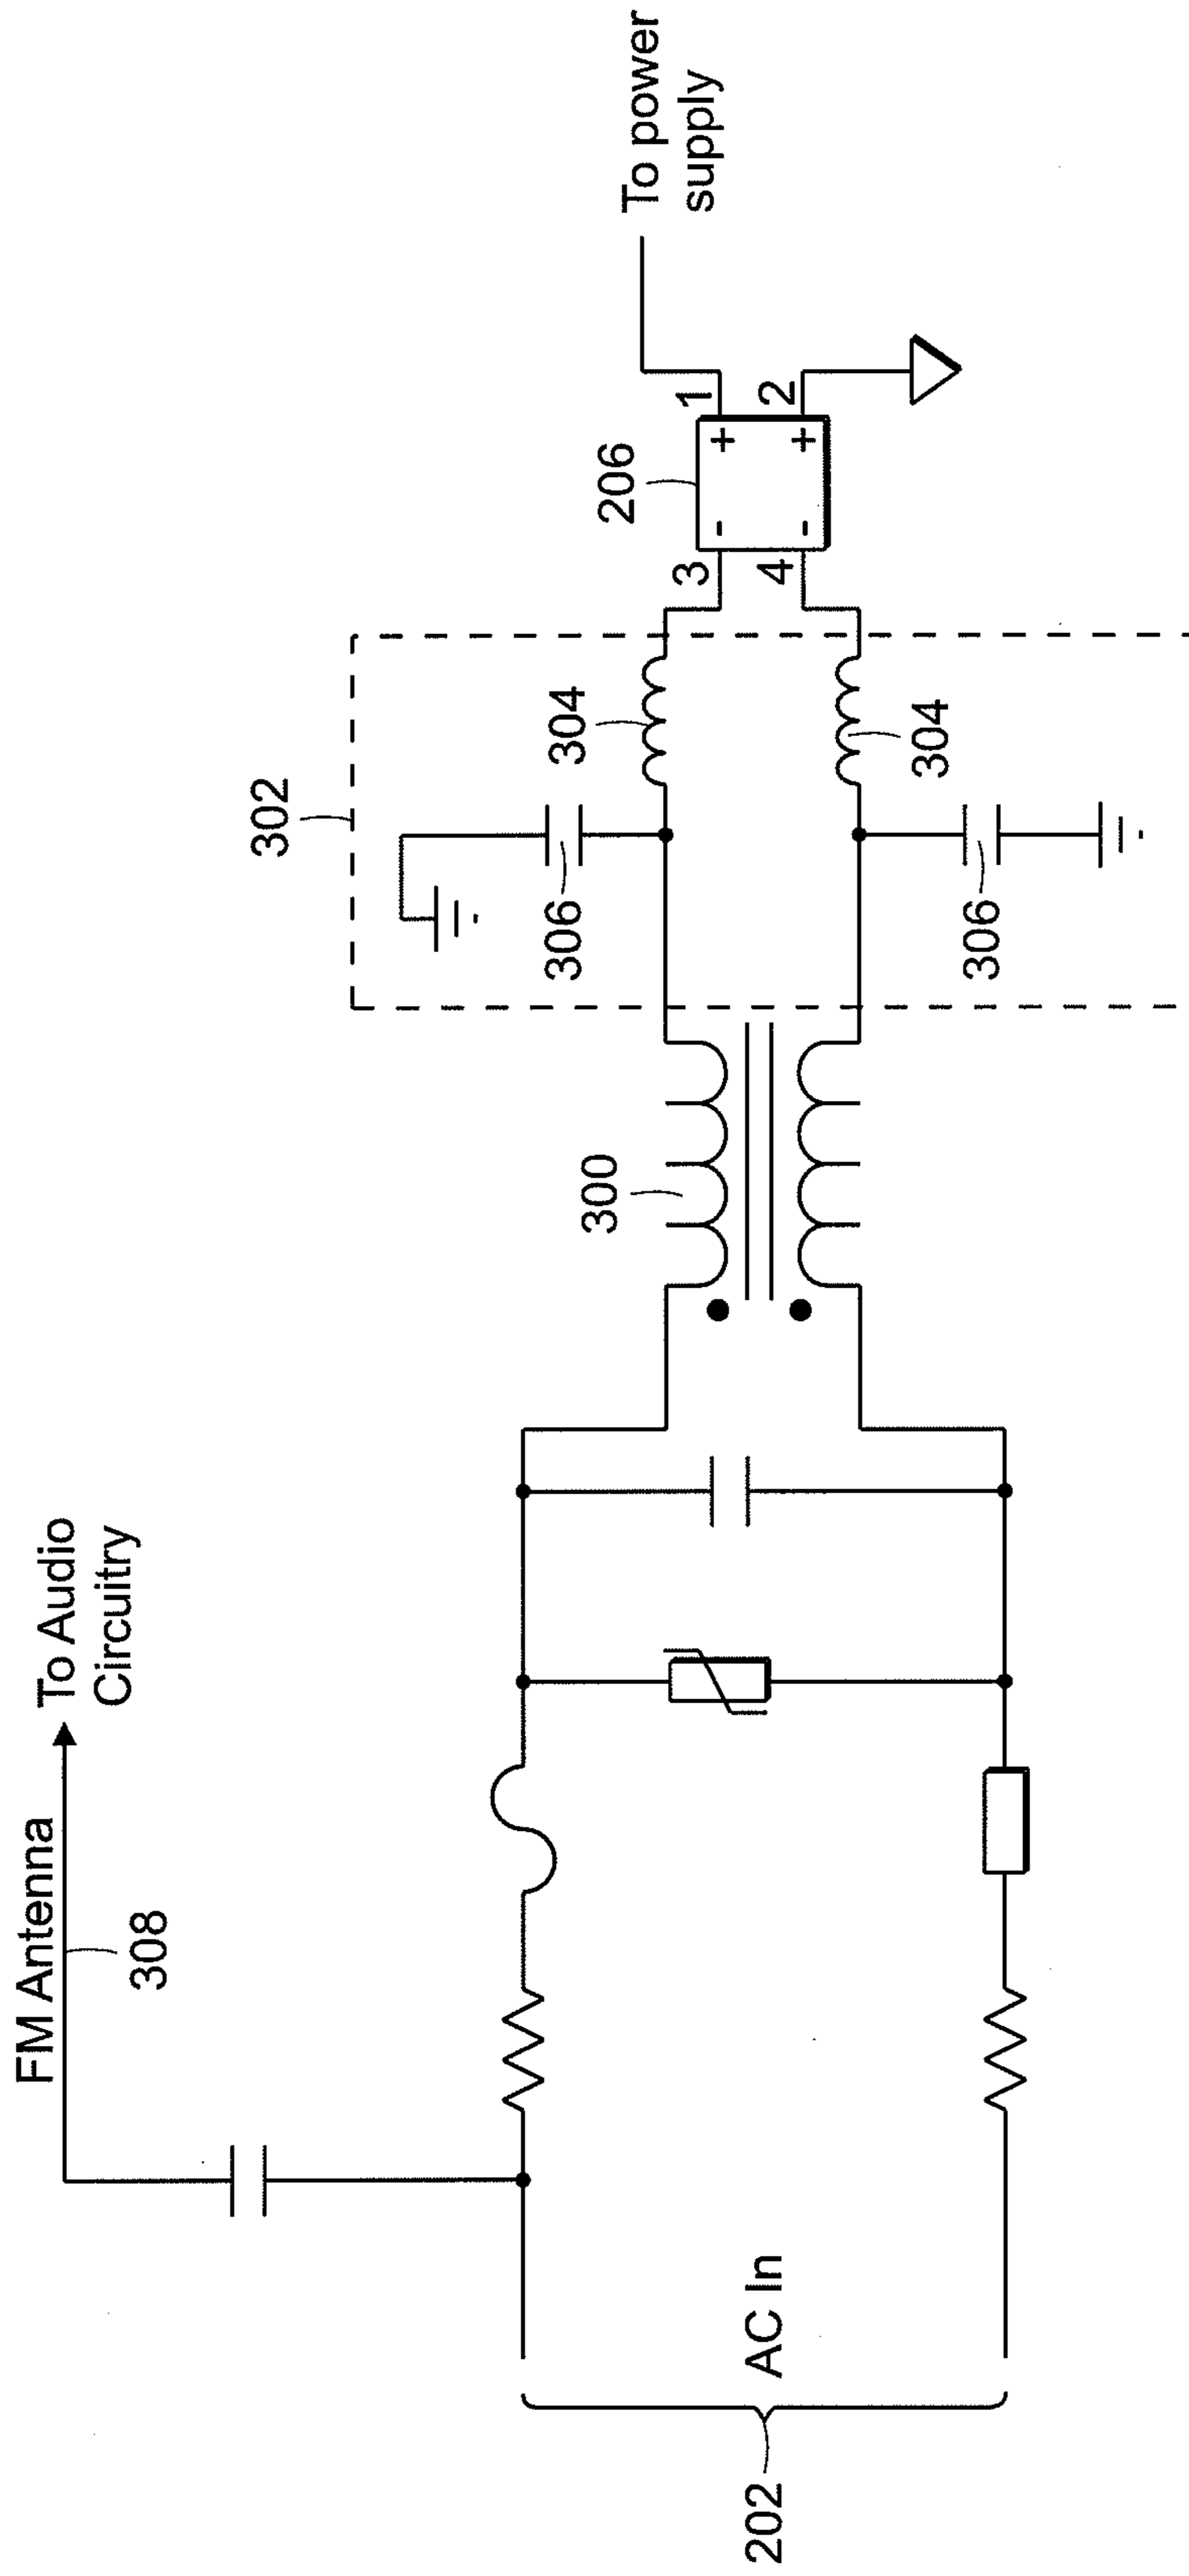 FM Antenna
308
To Audio
Circuitry
202
AC In
300
302
306
304
306
304
206
3
4
-
-
+
+
1
2
To power
supply